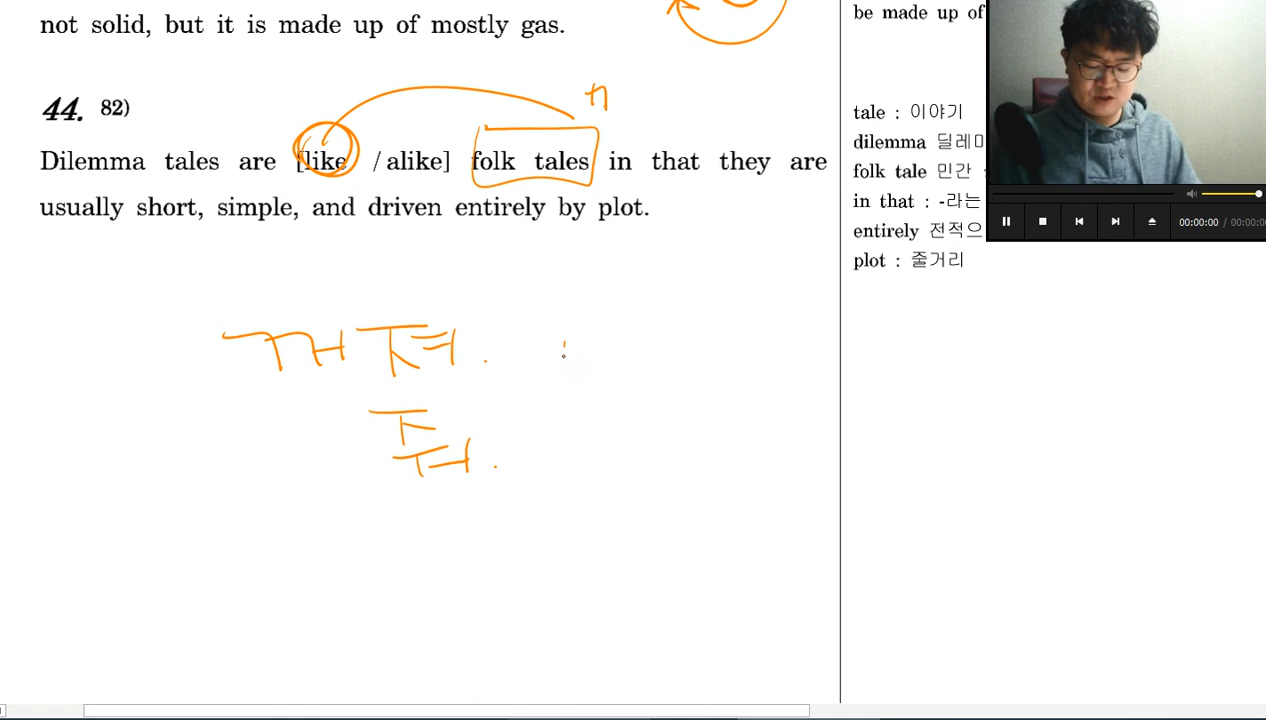 not solid, but it is made up of mostly gas.
44. 82)
Dilemma tales are [like / alike] folk tales in that they are
usually short, simple, and driven entirely by plot.
n
be made up of
tale : 이야기
dilemma 딜레마
folk tale 민간
in that : -라는
entirely 전적으
plot : 줄거리
00:00:00 / 00:00:0